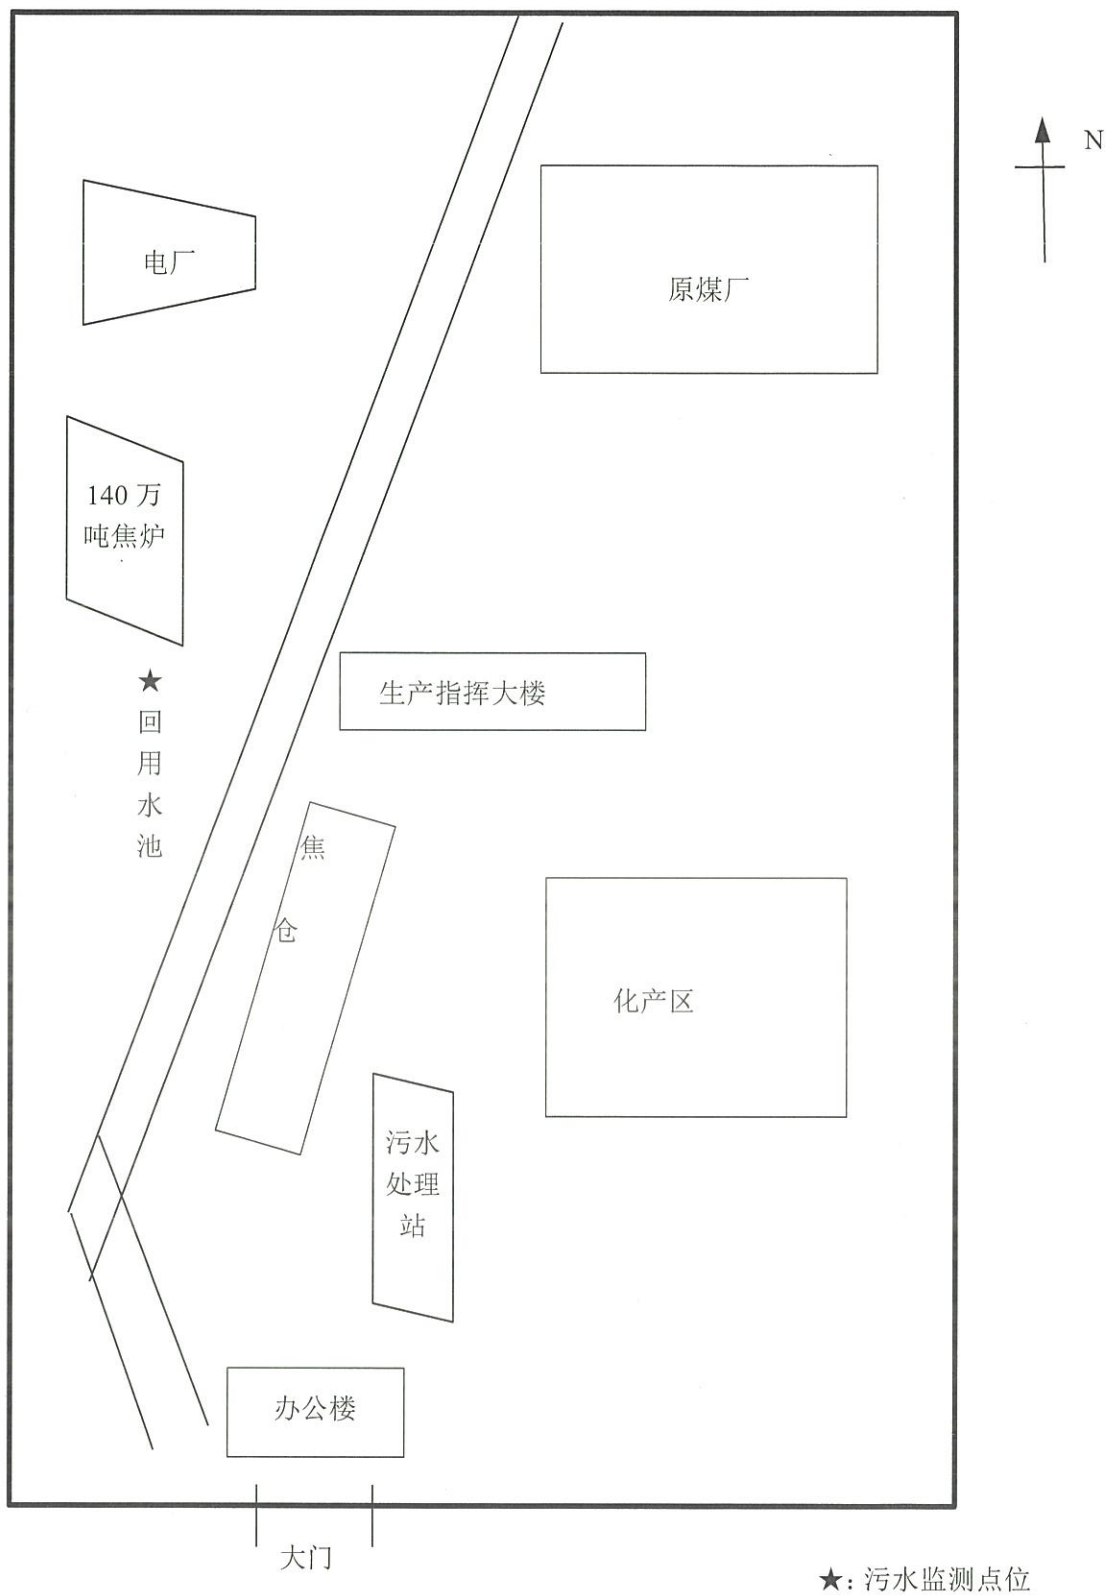 N
电厂
原煤厂
140 万
吨焦炉
★
回
用
水
池
生产指挥大楼
焦
仓
化产区
污水
处理
站
办公楼
大门
★：污水监测点位